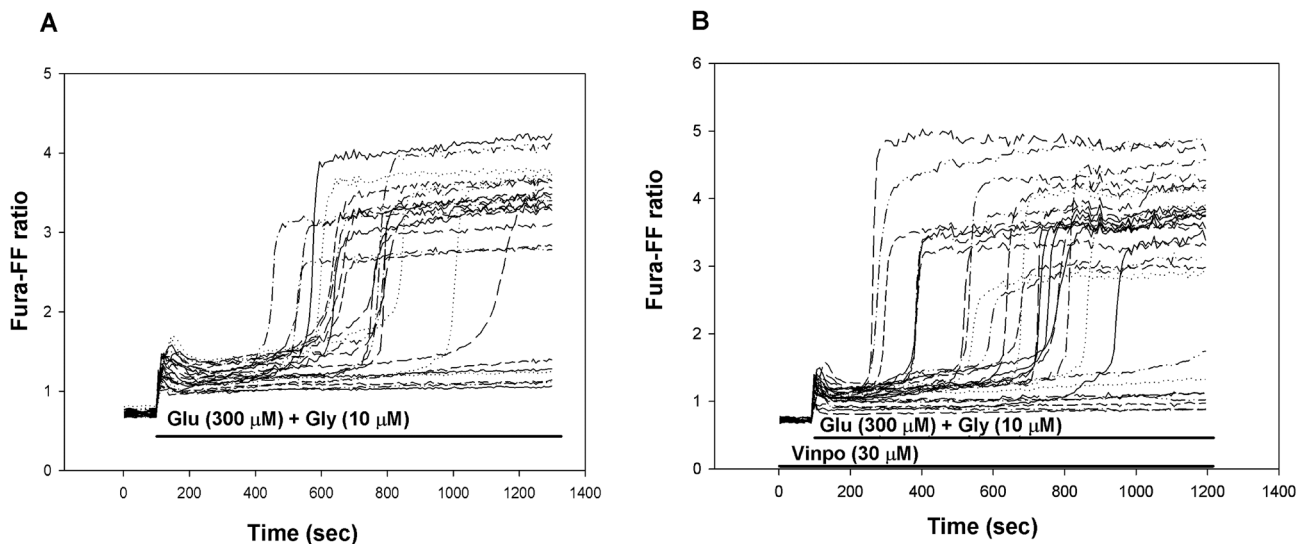 A
Fura-FF ratio
5
4
3
2
1
0
Glu (300 μM) + Gly (10 μM)
0 200 400 600 800 1000 1200 1400
Time (sec)
B
Fura-FF ratio
6
5
4
3
2
1
0
Glu (300 μM) + Gly (10 μM)
Vinpo (30 μM)
0 200 400 600 800 1000 1200 1400
Time (sec)